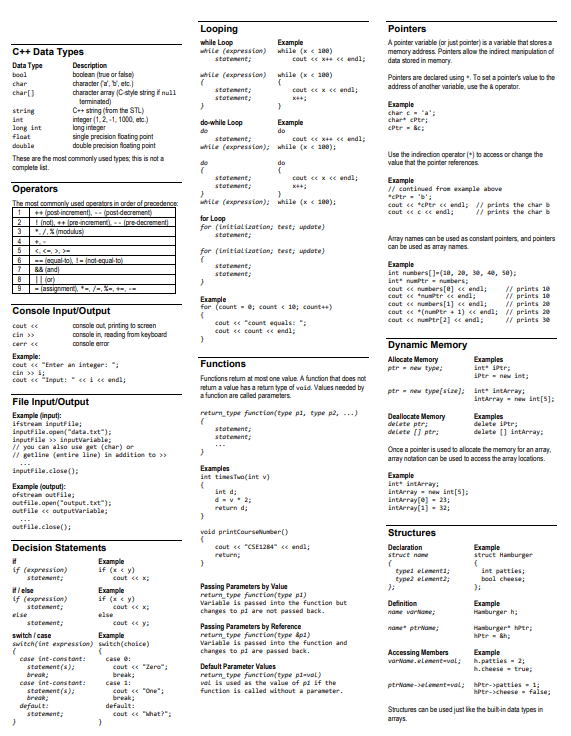 C++ Data Types
Data Type Description
bool boolean (true or false)
char character ('a', 'b', etc.)
char[] character array (C-style string if null
terminated)
string C++ string (from the STL)
int integer (1, 2, -1, 1000, etc.)
long int long integer
float single precision floating point
double double precision floating point
These are the most commonly used types; this is not a
complete list.
Operators
The most commonly used operators in order of precedence:
1 ++ (post-increment), -- (post-decrement)
2 ! (not), ++ (pre-increment), -- (pre-decrement)
3 *, /, % (modulus)
4 +, -
5 <, <=, >, >=
6 == (equal-to), != (not-equal-to)
7 && (and)
8 || (or)
9 = (assignment), *=, /=, %=, +=, -=
Console Input/Output
cout << console out, printing to screen
cin >> console in, reading from keyboard
cerr << console error
Example:
cout << "Enter an integer: ";
cin >> i;
cout << "Input: " << i << endl;
File Input/Output
Example (input):
ifstream inputFile;
inputFile.open("data.txt");
inputFile >> inputVariable;
// you can also use get (char) or
// getline (entire line) in addition to >>
...
inputFile.close();
Example (output):
ofstream outFile;
outfile.open("output.txt");
outFile << outputVariable;
...
outFile.close();
Decision Statements
if Example
if (expression) if (x < y)
statement; cout << x;
if / else Example
if (expression) if (x < y)
statement; cout << x;
else else
statement; cout << y;
switch / case Example
switch(int expression) switch(choice)
{ {
case int-constant: case 0:
statement(s); cout << "Zero";
break; break;
case int-constant: case 1:
statement(s); cout << "One";
break; break;
default: default:
statement; cout << "What?";
} }
Looping
while Loop Example
while (expression) while (x < 100)
statement; cout << x++ << endl;
while (expression) while (x < 100)
{ {
statement; cout << x << endl;
statement; x++;
} }
do-while Loop Example
do do
statement; cout << x++ << endl;
while (expression); while (x < 100);
do do
{ {
statement; cout << x << endl;
statement; x++;
} }
while (expression); while (x < 100);
for Loop
for (initialization; test; update)
statement;
for (initialization; test; update)
{
statement;
statement;
}
Example
for (count = 0; count < 10; count++)
{
cout << "count equals: ";
cout << count << endl;
}
Functions
Functions return at most one value. A function that does not
return a value has a return type of void. Values needed by
a function are called parameters.
return_type function(type p1, type p2, ...)
{
statement;
statement;
...
}
Examples
int timesTwo(int v)
{
int d;
d = v * 2;
return d;
}
void printCourseNumber()
{
cout << "CSE1284" << endl;
return;
}
Passing Parameters by Value
return_type function(type p1)
Variable is passed into the function but
changes to p1 are not passed back.
Passing Parameters by Reference
return_type function(type &p1)
Variable is passed into the function and
changes to p1 are passed back.
Default Parameter Values
return_type function(type p1=val)
val is used as the value of p1 if the
function is called without a parameter.
Pointers
A pointer variable (or just pointer) is a variable that stores a
memory address. Pointers allow the indirect manipulation of
data stored in memory.
Pointers are declared using *. To set a pointer's value to the
address of another variable, use the & operator.
Example
char c = 'a';
char* cPtr;
cPtr = &c;
Use the indirection operator (*) to access or change the
value that the pointer references.
Example
// continued from example above
*cPtr = 'b';
cout << *cPtr << endl; // prints the char b
cout << c << endl; // prints the char b
Array names can be used as constant pointers, and pointers
can be used as array names.
Example
int numbers[]={10, 20, 30, 40, 50};
int* numPtr = numbers;
cout << numbers[0] << endl; // prints 10
cout << *numPtr << endl; // prints 10
cout << numbers[1] << endl; // prints 20
cout << *(numPtr + 1) << endl; // prints 20
cout << numPtr[2] << endl; // prints 30
Dynamic Memory
Allocate Memory Examples
ptr = new type; int* iPtr;
iPtr = new int;
ptr = new type[size]; int* intArray;
intArray = new int[5];
Deallocate Memory Examples
delete ptr; delete iPtr;
delete [] ptr; delete [] intArray;
Once a pointer is used to allocate the memory for an array,
array notation can be used to access the array locations.
Example
int* intArray;
intArray = new int[5];
intArray[0] = 23;
intArray[1] = 32;
Structures
Declaration Example
struct name struct Hamburger
{ {
type1 element1; int patties;
type2 element2; bool cheese;
}; };
Definition Example
name varName; Hamburger h;
name* ptrName; Hamburger* hPtr;
hPtr = &h;
Accessing Members Example
varName.element=val; h.patties = 2;
h.cheese = true;
ptrName->element=val; hPtr->patties = 1;
hPtr->cheese = false;
Structures can be used just like the built-in data types in
arrays.